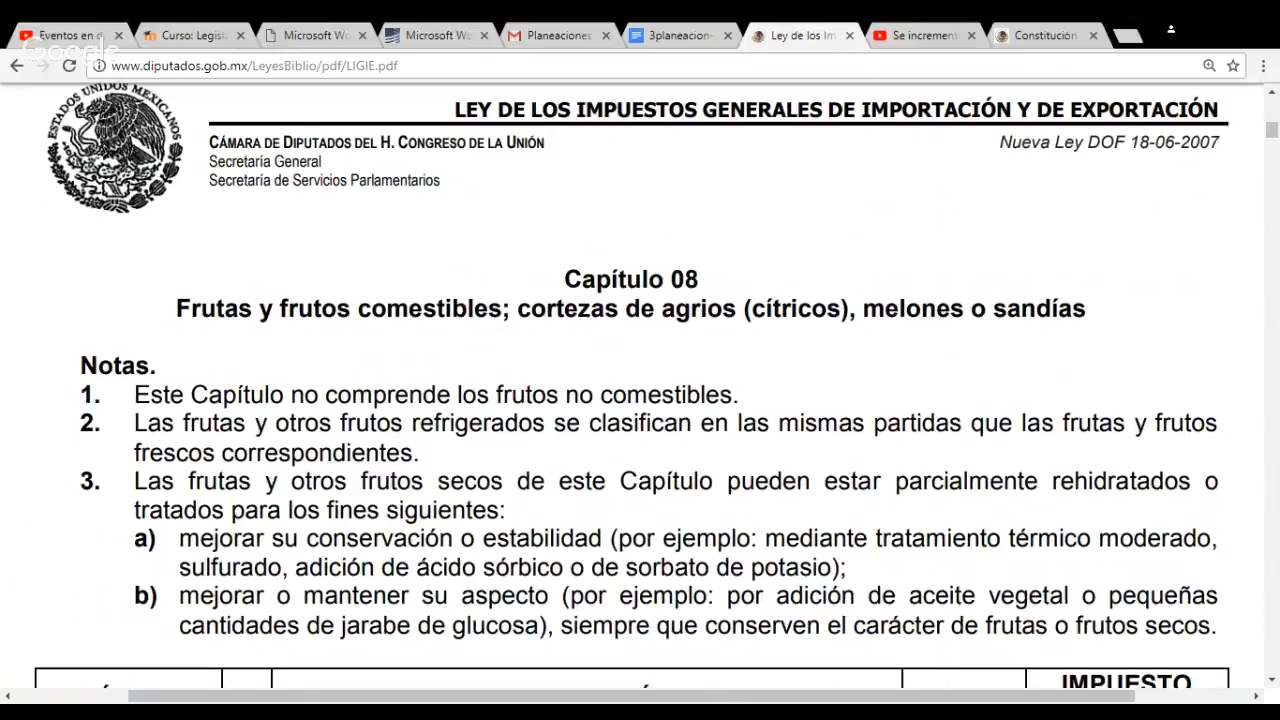 Eventos en d
Curso: Legisl
Microsoft Wo
Microsoft Wo
Planeaciones
3planeacion-
Ley de los Im
Se increment
Constitución
Google
www.diputados.gob.mx/LeyesBiblio/pdf/LIGIE.pdf
ESTADOS UNIDOS MEXICANOS
LEY DE LOS IMPUESTOS GENERALES DE IMPORTACIÓN Y DE EXPORTACIÓN
CÁMARA DE DIPUTADOS DEL H. CONGRESO DE LA UNIÓN
Nueva Ley DOF 18-06-2007
Secretaría General
Secretaría de Servicios Parlamentarios
Capítulo 08
Frutas y frutos comestibles; cortezas de agrios (cítricos), melones o sandías
Notas.
1. Este Capítulo no comprende los frutos no comestibles.
2. Las frutas y otros frutos refrigerados se clasifican en las mismas partidas que las frutas y frutos
frescos correspondientes.
3. Las frutas y otros frutos secos de este Capítulo pueden estar parcialmente rehidratados o
tratados para los fines siguientes:
a) mejorar su conservación o estabilidad (por ejemplo: mediante tratamiento térmico moderado,
sulfurado, adición de ácido sórbico o de sorbato de potasio);
b) mejorar o mantener su aspecto (por ejemplo: por adición de aceite vegetal o pequeñas
cantidades de jarabe de glucosa), siempre que conserven el carácter de frutas o frutos secos.
IMPUESTO